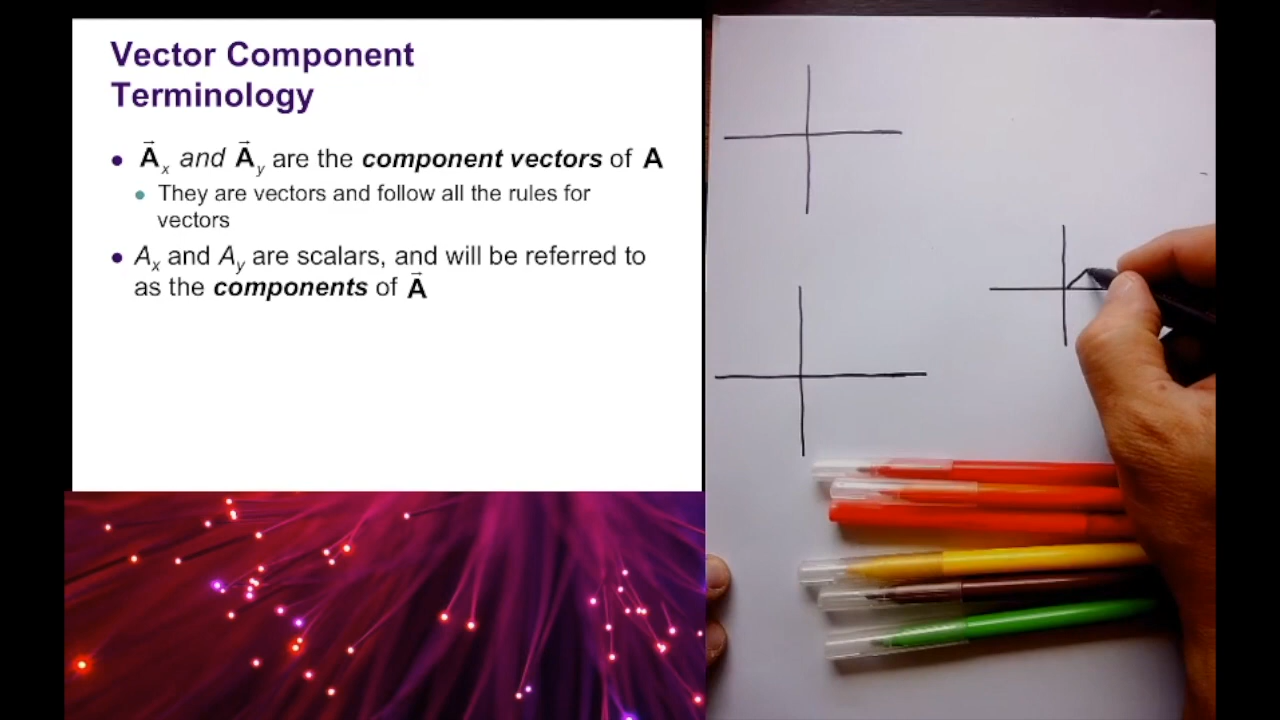 Vector Component
Terminology
• A⃗x and A⃗y are the component vectors of A
• They are vectors and follow all the rules for
vectors
• Ax and Ay are scalars, and will be referred to
as the components of A⃗